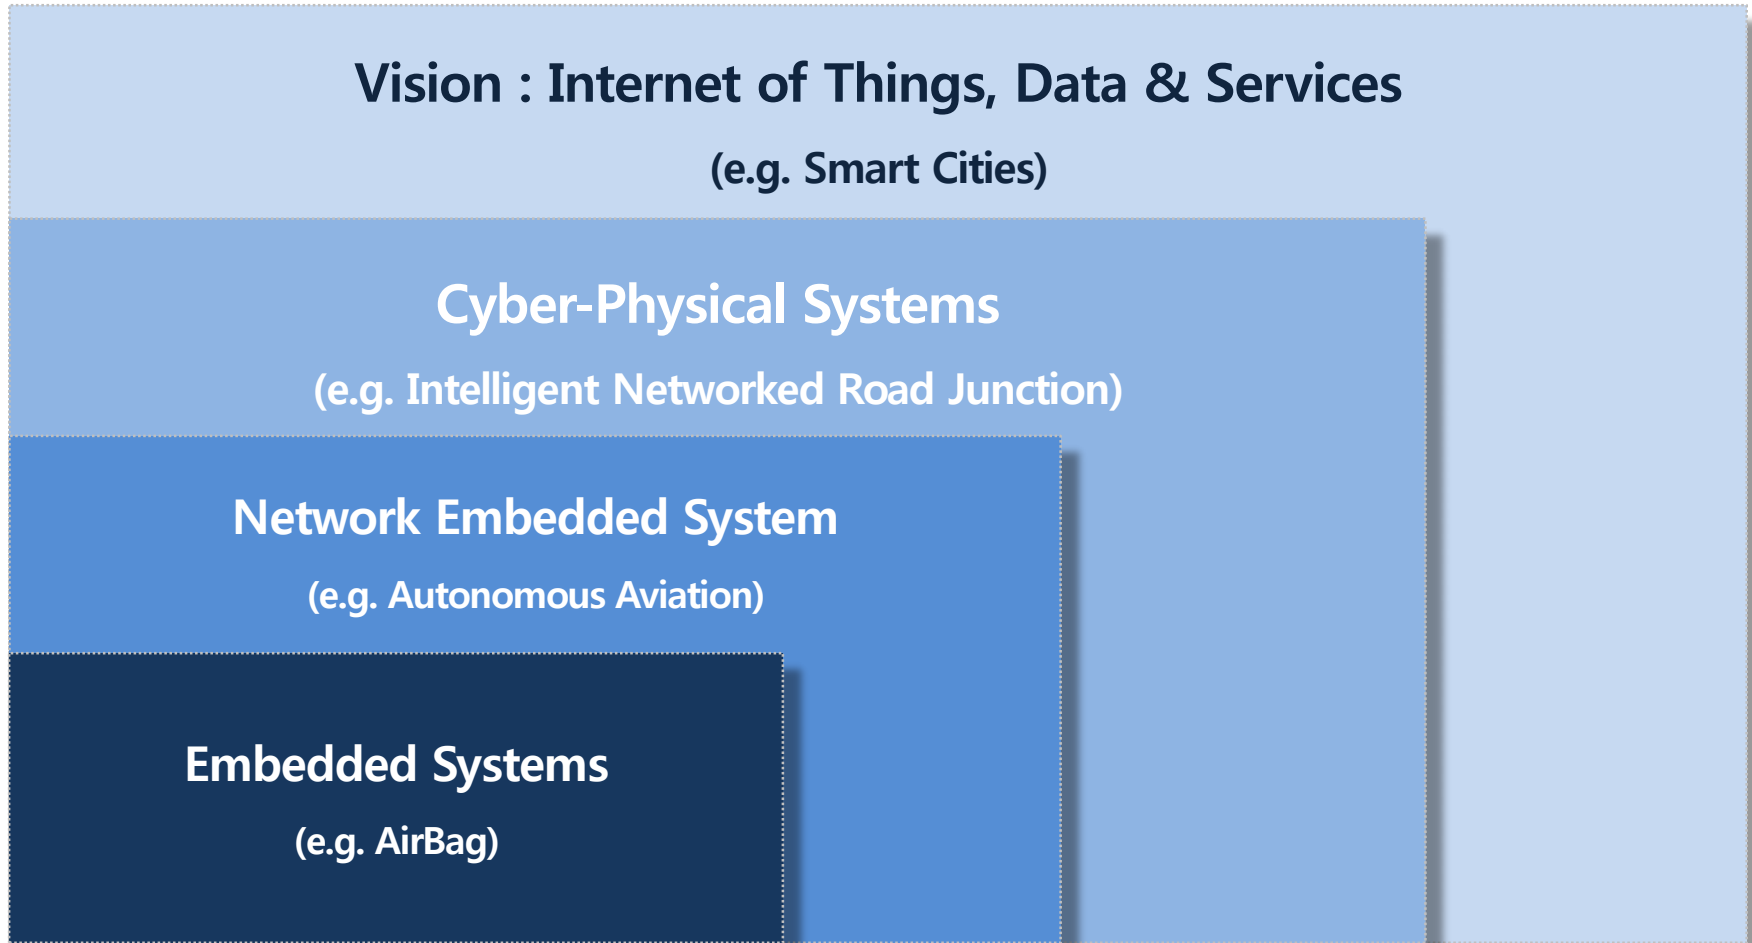 Vision : Internet of Things, Data & Services
(e.g. Smart Cities)
Cyber-Physical Systems
(e.g. Intelligent Networked Road Junction)
Network Embedded System
(e.g. Autonomous Aviation)
Embedded Systems
(e.g. AirBag)